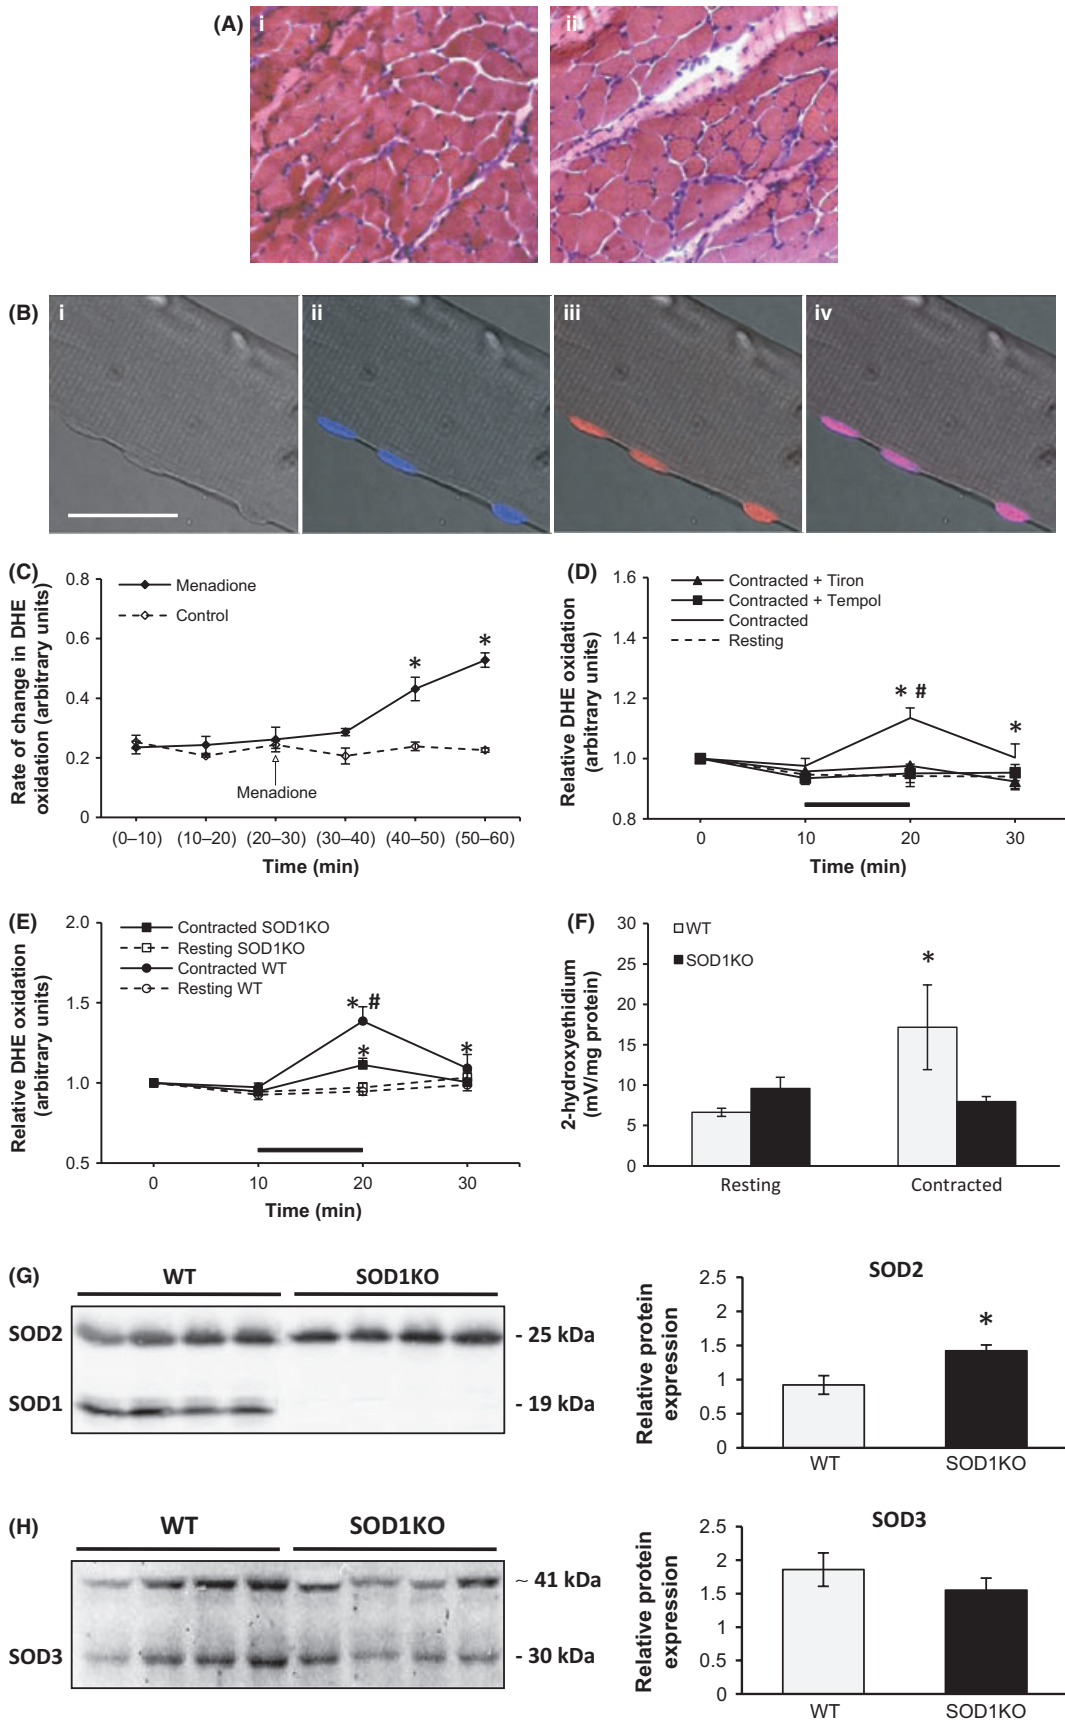 (A)
i
ii
(B)
i
ii
iii
iv
(C)
Rate of change in DHE
oxidation (arbitrary units)
0.8
0.6
0.4
0.2
0
Menadione
Control
*
*
Menadione
(0–10) (10–20) (20–30) (30–40) (40–50) (50–60)
Time (min)
(D)
Relative DHE oxidation
(arbitrary units)
1.6
1.4
1.2
1.0
0.8
Contracted + Tiron
Contracted + Tempol
Contracted
Resting
* #
*
0 10 20 30
Time (min)
(E)
Relative DHE oxidation
(arbitrary units)
2.0
1.5
1.0
0.5
Contracted SOD1KO
Resting SOD1KO
Contracted WT
Resting WT
* #
*
*
0 10 20 30
Time (min)
(F)
2-hydroxyethidium
(mV/mg protein)
30
25
20
15
10
5
0
WT
SOD1KO
*
Resting Contracted
(G)
WT SOD1KO
SOD2
- 25 kDa
SOD1
- 19 kDa
SOD2
Relative protein
expression
2.5
2
1.5
1
0.5
0
*
WT SOD1KO
(H)
WT SOD1KO
~ 41 kDa
SOD3
- 30 kDa
SOD3
Relative protein
expression
2.5
2
1.5
1
0.5
0
WT SOD1KO